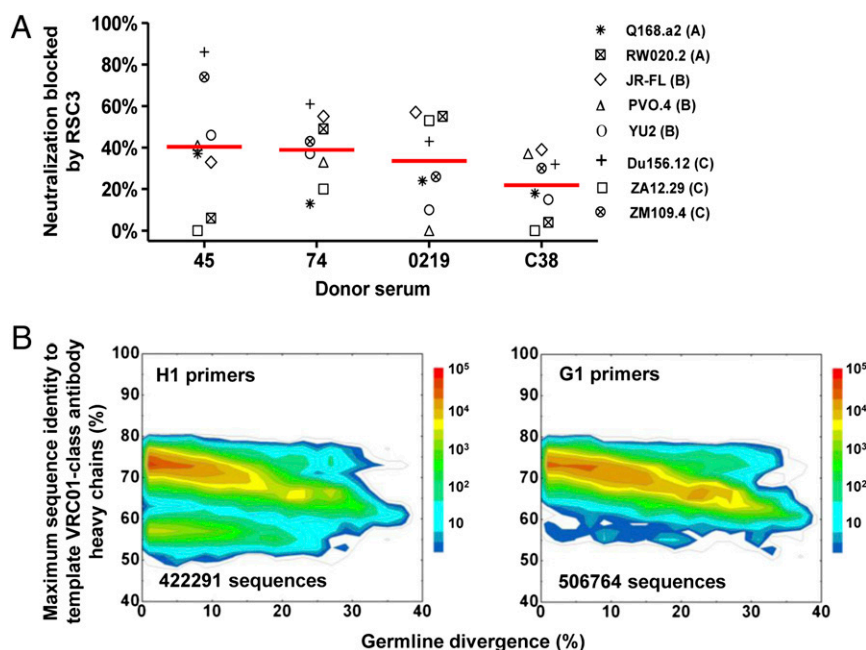 A
Neutralization blocked
by RSC3
100%
80%
60%
40%
20%
0%
45
74
0219
C38
Donor serum
Q168.a2 (A)
RW020.2 (A)
JR-FL (B)
PVO.4 (B)
YU2 (B)
Du156.12 (C)
ZA12.29 (C)
ZM109.4 (C)
B
Maximum sequence identity to
template VRC01-class antibody
heavy chains (%)
100
90
80
70
60
50
40
H1 primers
422291 sequences
0
10
20
30
40
10⁵
10⁴
10³
10²
10
100
90
80
70
60
50
40
G1 primers
506764 sequences
0
10
20
30
40
10⁵
10⁴
10³
10²
10
Germline divergence (%)